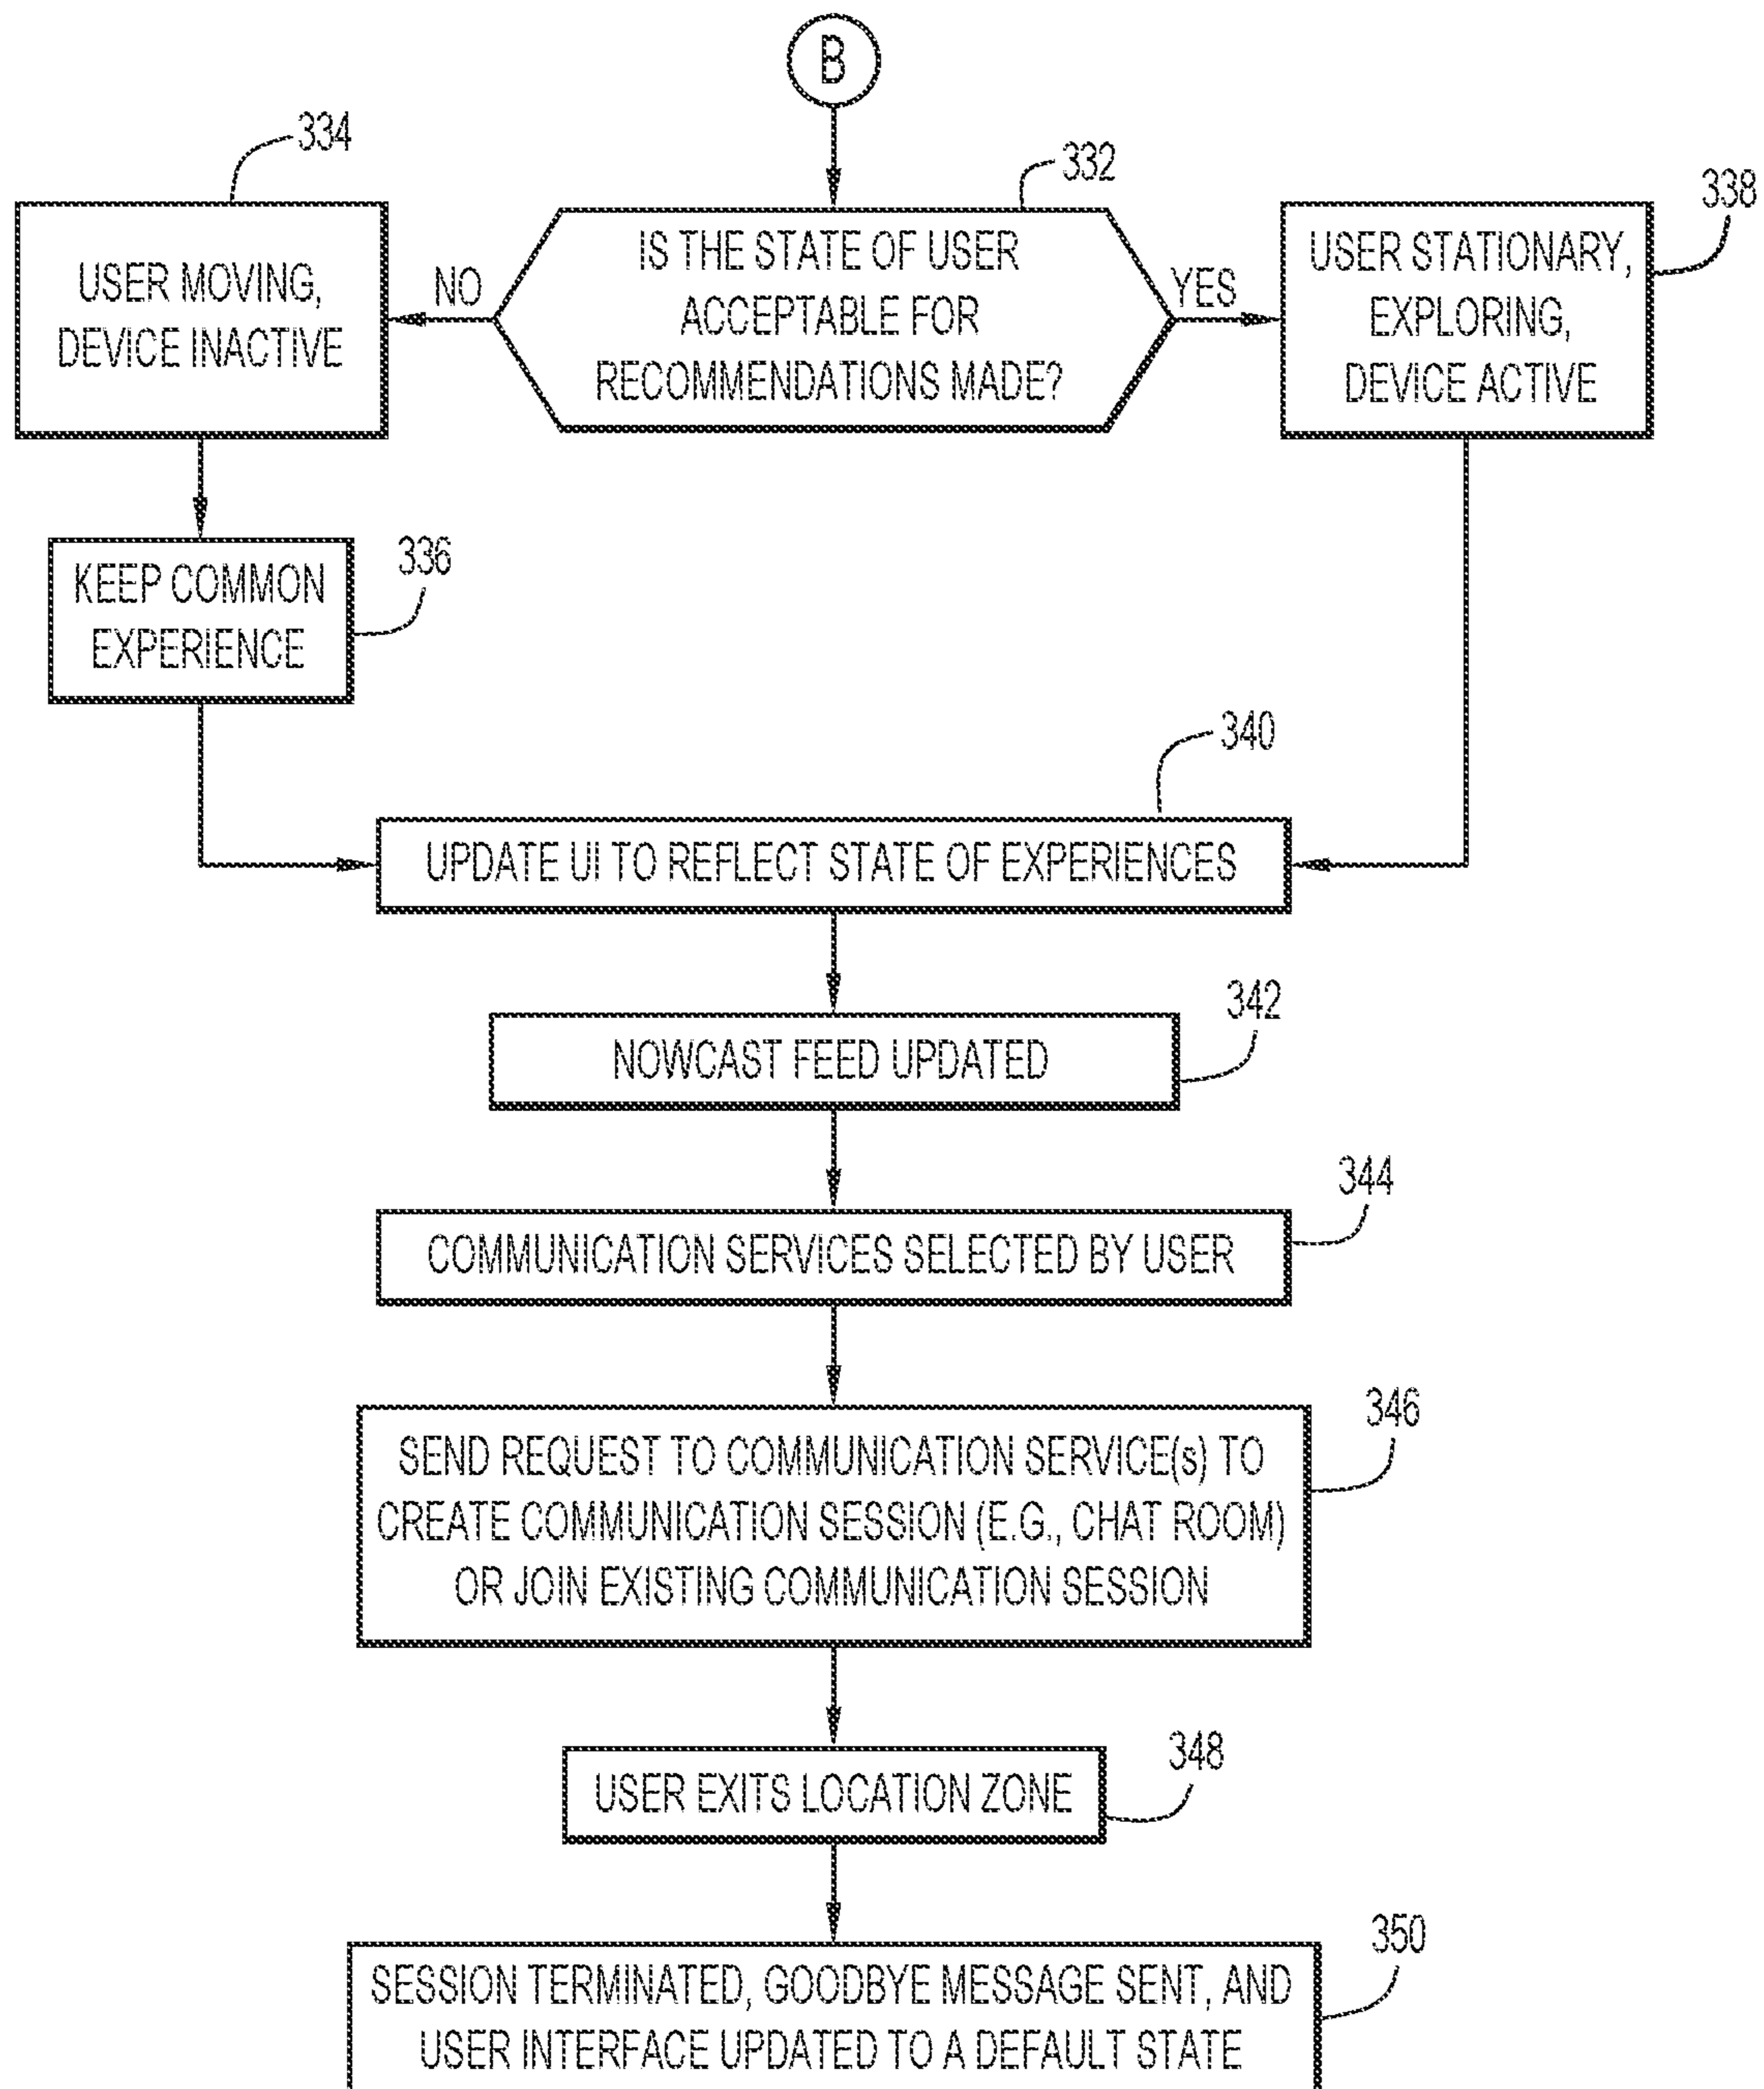 B
334
332
338
USER MOVING,
DEVICE INACTIVE
NO
IS THE STATE OF USER
ACCEPTABLE FOR
RECOMMENDATIONS MADE?
YES
USER STATIONARY,
EXPLORING,
DEVICE ACTIVE
KEEP COMMON
EXPERIENCE
336
340
UPDATE UI TO REFLECT STATE OF EXPERIENCES
342
NOWCAST FEED UPDATED
344
COMMUNICATION SERVICES SELECTED BY USER
346
SEND REQUEST TO COMMUNICATION SERVICE(s) TO
CREATE COMMUNICATION SESSION (E.G., CHAT ROOM)
OR JOIN EXISTING COMMUNICATION SESSION
348
USER EXITS LOCATION ZONE
350
SESSION TERMINATED, GOODBYE MESSAGE SENT, AND
USER INTERFACE UPDATED TO A DEFAULT STATE